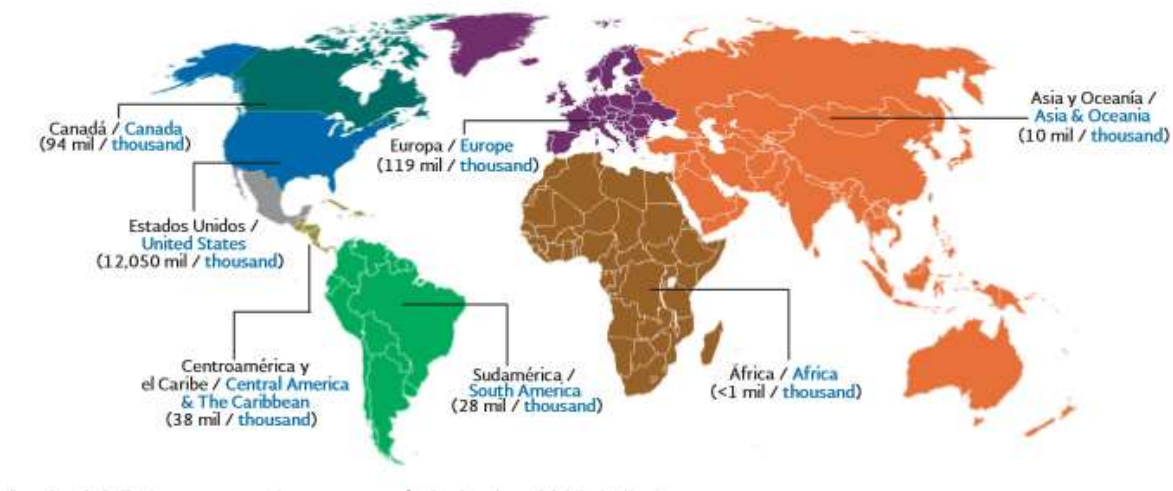 Canadá / Canada
(94 mil / thousand)
Europa / Europe
(119 mil / thousand)
Asia y Oceanía /
Asia & Oceania
(10 mil / thousand)
Estados Unidos /
United States
(12,050 mil / thousand)
Centroamérica y
el Caribe / Central America
& The Caribbean
(38 mil / thousand)
Sudamérica /
South America
(28 mil / thousand)
África / Africa
(<1 mil / thousand)